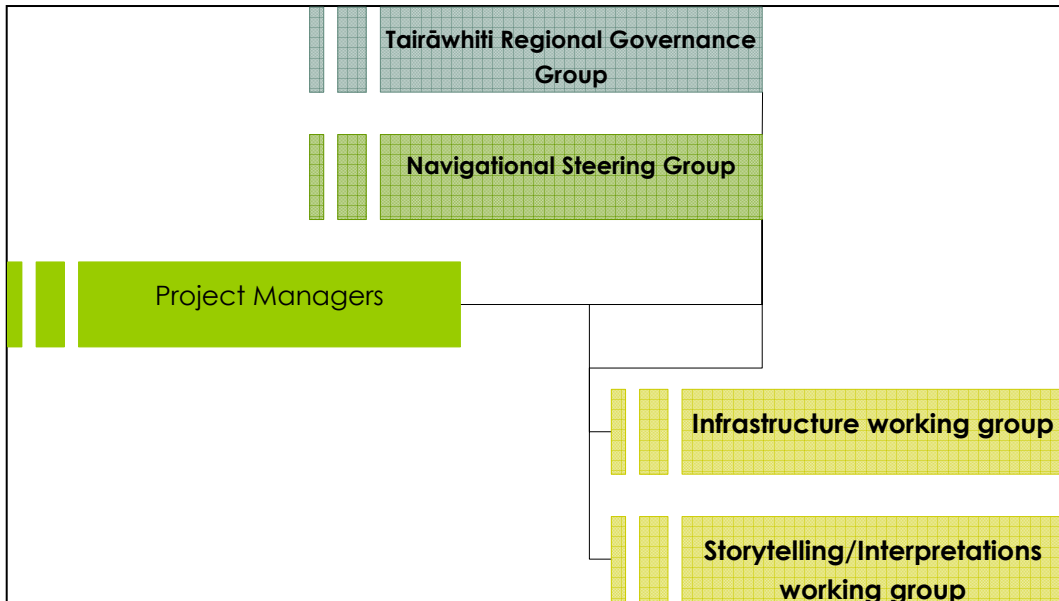 Tairāwhiti Regional Governance
Group
Navigational Steering Group
Project Managers
Infrastructure working group
Storytelling/Interpretations
working group